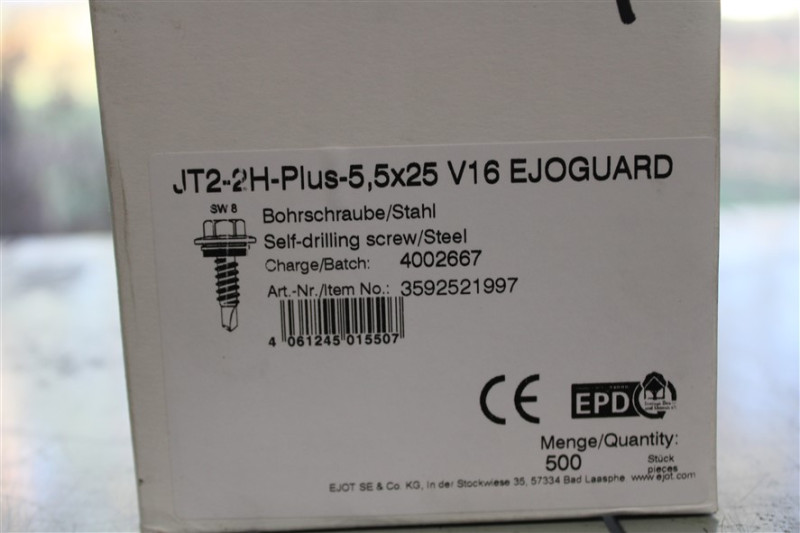 JT2-2H-Plus-5,5x25 V16 EJOGUARD
SW 8
Bohrschraube/Stahl
Self-drilling screw/Steel
Charge/Batch: 4002667
Art.-Nr./Item No.: 3592521997
4 061245 015507
CE
EPD
Menge/Quantity:
500 Stück
pieces
EJOT SE & Co. KG, In der Stockwiese 35, 57334 Bad Laasphe, www.ejot.com